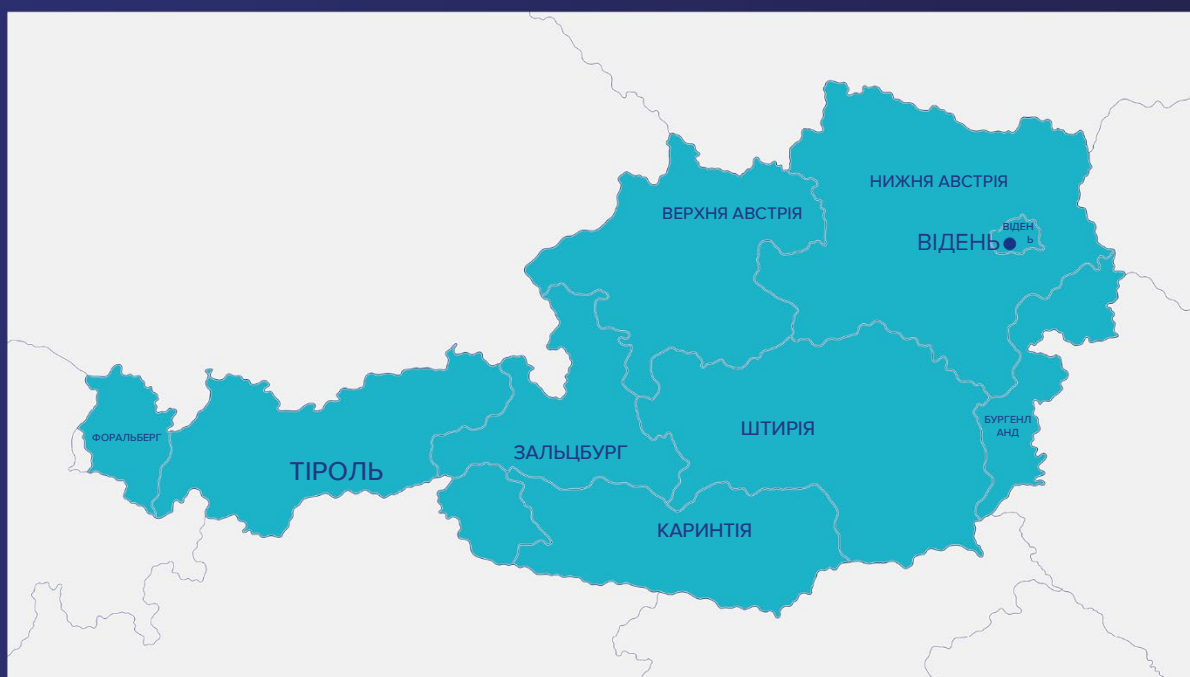 НИЖНЯ АВСТРІЯ
ВЕРХНЯ АВСТРІЯ
ВІДЕН
Ь
ВІДЕНЬ
ФОРАЛЬБЕРГ
ТІРОЛЬ
ЗАЛЬЦБУРГ
ШТИРІЯ
БУРГЕНЛ
АНД
КАРИНТІЯ